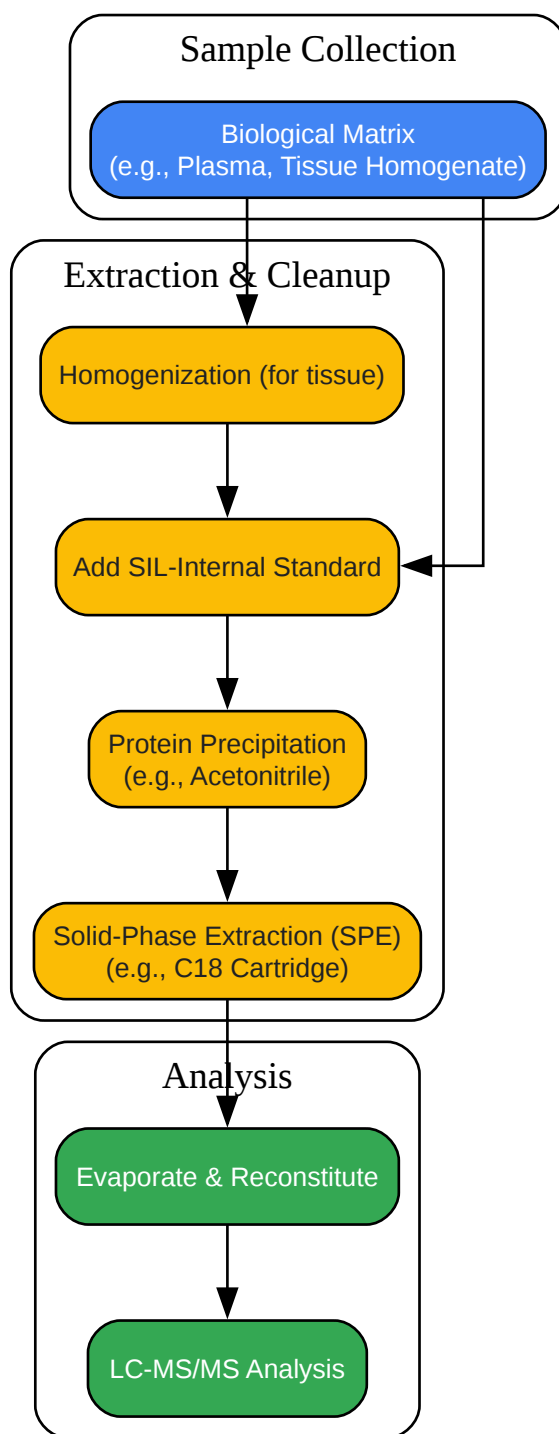 Sample Collection
Biological Matrix
(e.g., Plasma, Tissue Homogenate)
Extraction & Cleanup
Homogenization (for tissue)
Add SIL-Internal Standard
Protein Precipitation
(e.g., Acetonitrile)
Solid-Phase Extraction (SPE)
(e.g., C18 Cartridge)
Analysis
Evaporate & Reconstitute
LC-MS/MS Analysis